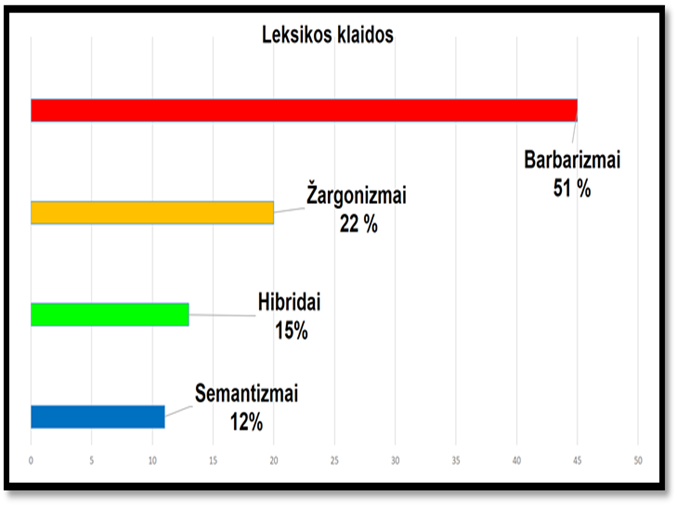 Leksikos klaidos
Barbarizmai
51 %
Žargonizmai
22 %
Hibridai
15%
Semantizmai
12%
0 5 10 15 20 25 30 35 40 45 50